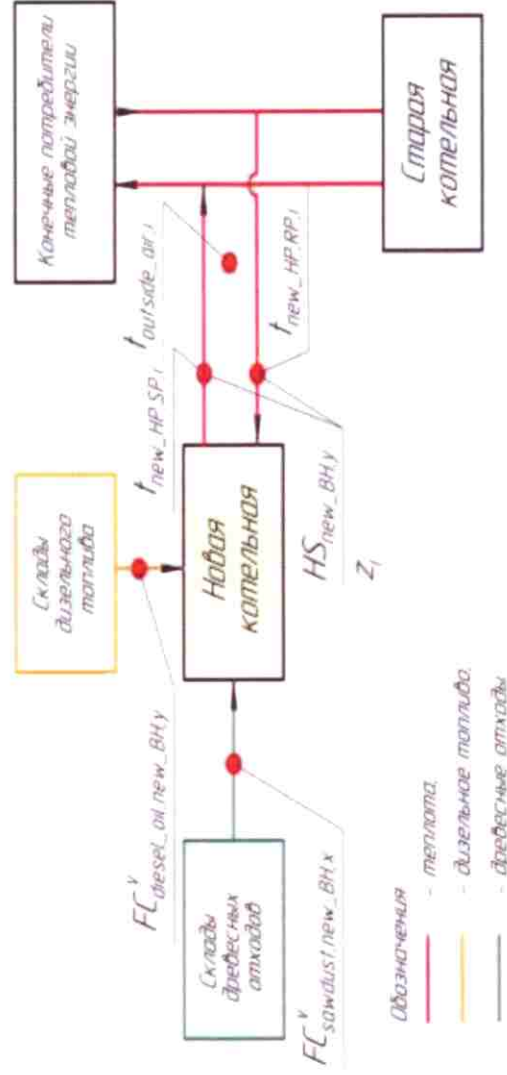 Склады
дизельного
топлива
Конечные потребители
тепловой энергии
FC^v_diesel_oil.new_BH,y
t_new_HP.SP,i
t_outside_air,i
Склады
древесных
отходов
Новая
котельная
FC^v_sawdust.new_BH,x
HS_new_BH,y
z_i
t_new_HP.RP,i
Старая
котельная
Обозначения
- теплота.
- дизельное топливо.
- древесные отходы